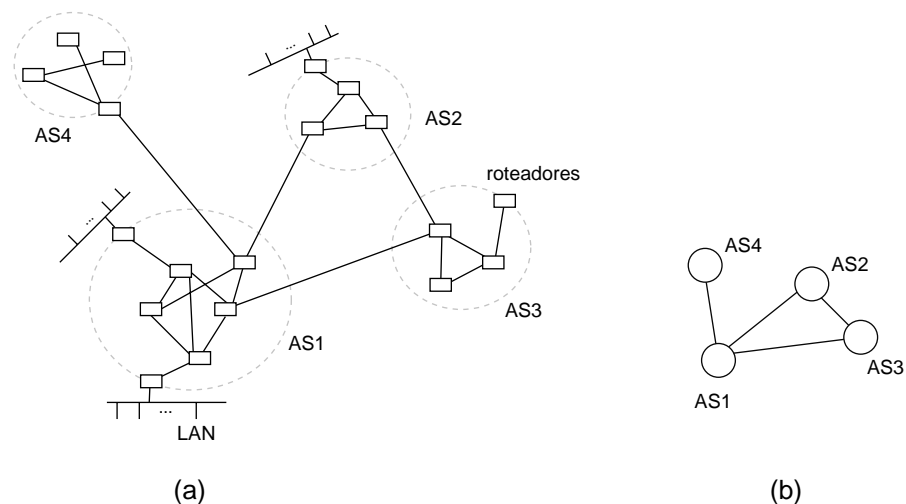 ...
AS4
AS2
roteadores
...
AS3
AS1
...
LAN
(a)
AS4
AS2
AS3
AS1
(b)